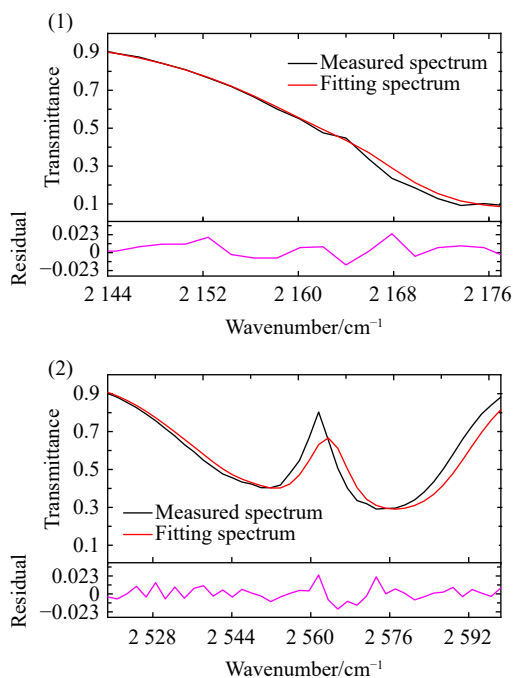 (1)
0.9
0.7
0.5
0.3
0.1
Transmittance
Measured spectrum
Fitting spectrum
0.023
0
−0.023
Residual
2 144
2 152
2 160
2 168
2 176
Wavenumber/cm⁻¹
(2)
0.9
0.7
0.5
0.3
0.1
Transmittance
Measured spectrum
Fitting spectrum
0.023
0
−0.023
Residual
2 528
2 544
2 560
2 576
2 592
Wavenumber/cm⁻¹